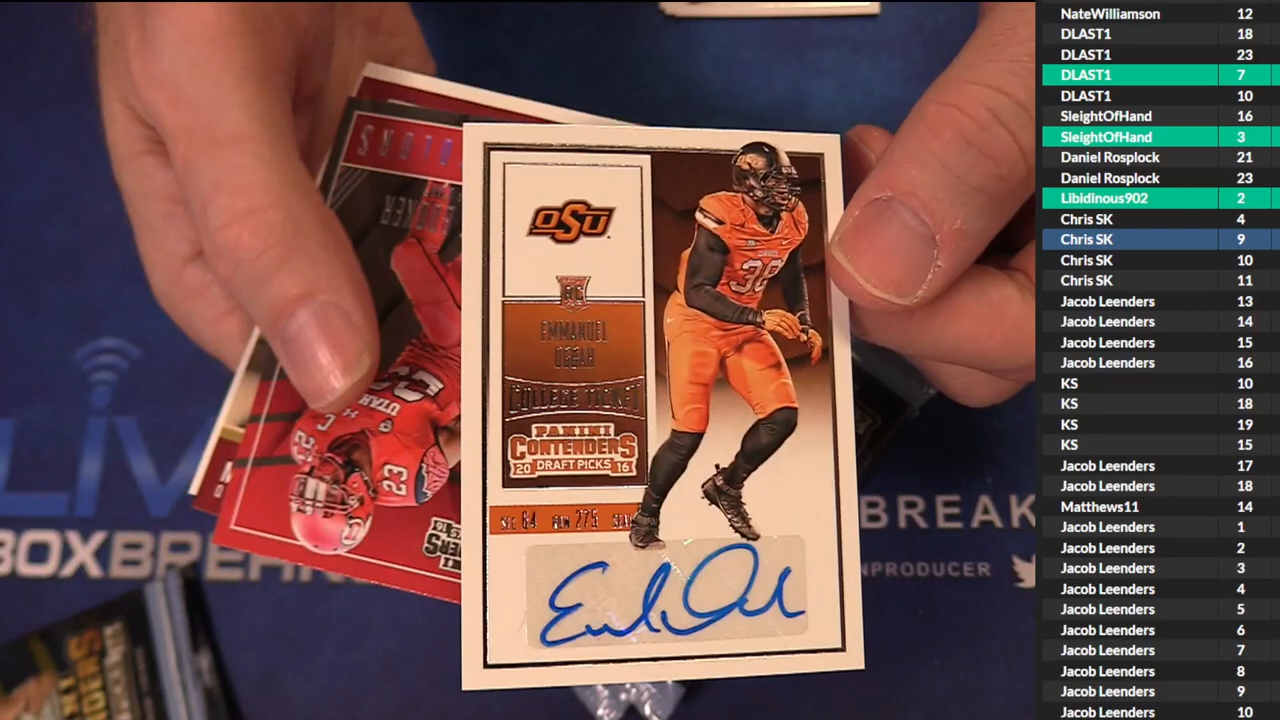 OSU
RC
EMMANUEL
OGBAH
COLLEGE TICKET
PANINI
CONTENDERS
20 DRAFT PICKS 16
SEC 64 ROW 275
38
UTAH
23
LIV
BOXBREAK
BREAK
NPRODUCER
NateWilliamson 12
DLAST1 18
DLAST1 23
DLAST1 7
DLAST1 10
SleightOfHand 16
SleightOfHand 3
Daniel Rosplock 21
Daniel Rosplock 23
Libidinous902 2
Chris SK 4
Chris SK 9
Chris SK 10
Chris SK 11
Jacob Leenders 13
Jacob Leenders 14
Jacob Leenders 15
Jacob Leenders 16
KS 10
KS 18
KS 19
KS 15
Jacob Leenders 17
Jacob Leenders 18
Matthews11 14
Jacob Leenders 1
Jacob Leenders 2
Jacob Leenders 3
Jacob Leenders 4
Jacob Leenders 5
Jacob Leenders 6
Jacob Leenders 7
Jacob Leenders 8
Jacob Leenders 9
Jacob Leenders 10